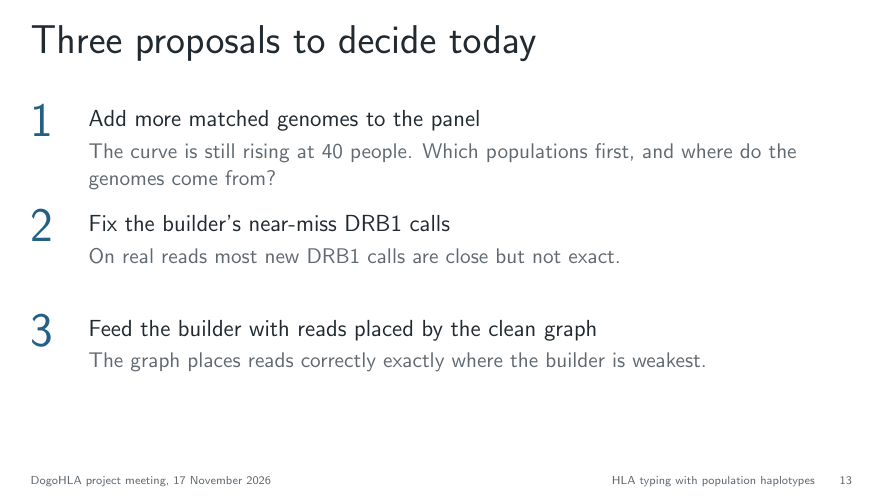 Three proposals to decide today
1
Add more matched genomes to the panel
The curve is still rising at 40 people. Which populations first, and where do the
genomes come from?
2
Fix the builder's near-miss DRB1 calls
On real reads most new DRB1 calls are close but not exact.
3
Feed the builder with reads placed by the clean graph
The graph places reads correctly exactly where the builder is weakest.
DogoHLA project meeting, 17 November 2026
HLA typing with population haplotypes 13